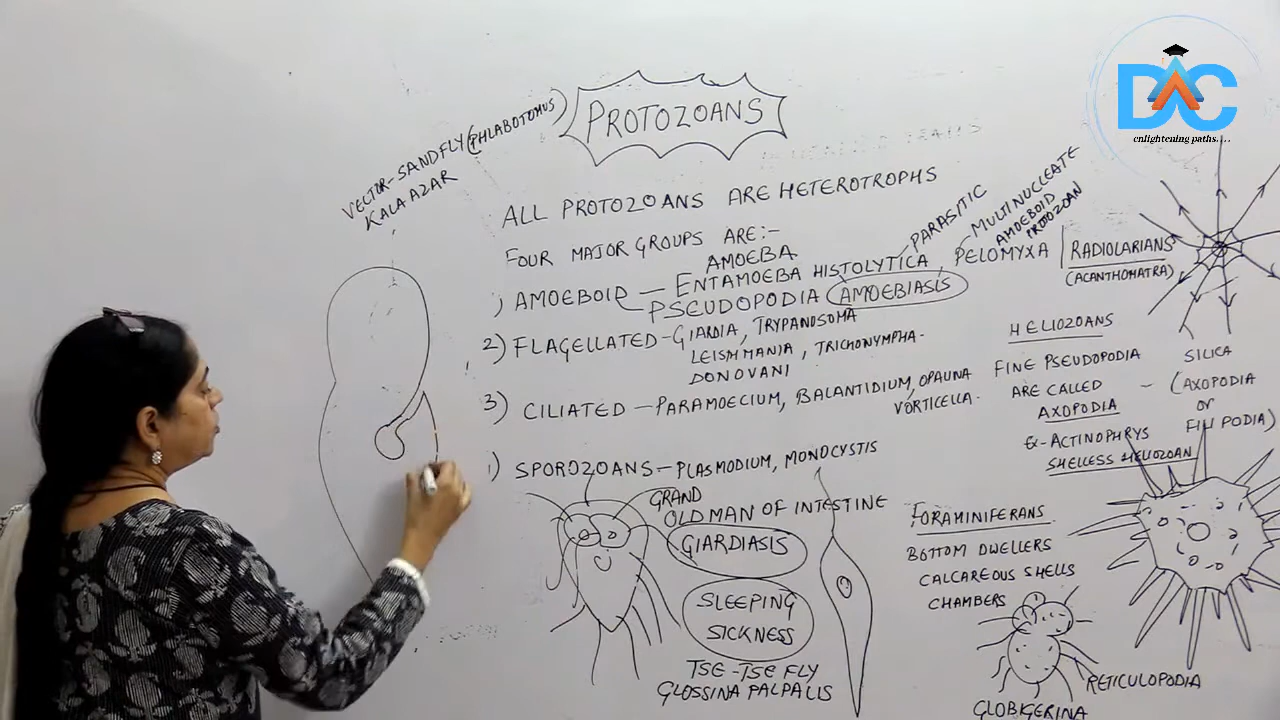 DAC
enlightening paths....
PROTOZOANS
VECTOR-SANDFLY (PHLABOTOMUS)
KALA AZAR
ALL PROTOZOANS ARE HETEROTROPHS
FOUR MAJOR GROUPS ARE:-
AMOEBA
1) AMOEBOID — ENTAMOEBA HISTOLYTICA, PELOMYXA
PARASITIC
MULTINUCLEATE
AMOEBOID
PROTOZOAN
PSEUDOPODIA AMOEBIASIS
RADIOLARIANS
(ACANTHOMATRA)
2) FLAGELLATED - GIARDIA, TRYPANOSOMA
LEISHMANIA, TRICHONYMPHA-
DONOVANI
3) CILIATED — PARAMOECIUM, BALANTIDIUM, OPAUNA
VORTICELLA-
1) SPOROZOANS — PLASMODIUM, MONOCYSTIS
GRAND
OLD MAN OF INTESTINE
GIARDIASIS
SLEEPING
SICKNESS
TSE-TSE FLY
GLOSSINA PALPALIS
HELIOZOANS
FINE PSEUDOPODIA
ARE CALLED
AXOPODIA
Ex-ACTINOPHRYS
SHELLESS HELIOZOAN
SILICA
(AXOPODIA
or
FILIPODIA)
FORAMINIFERANS
BOTTOM DWELLERS
CALCAREOUS SHELLS
CHAMBERS
RETICULOPODIA
GLOBIGERINA